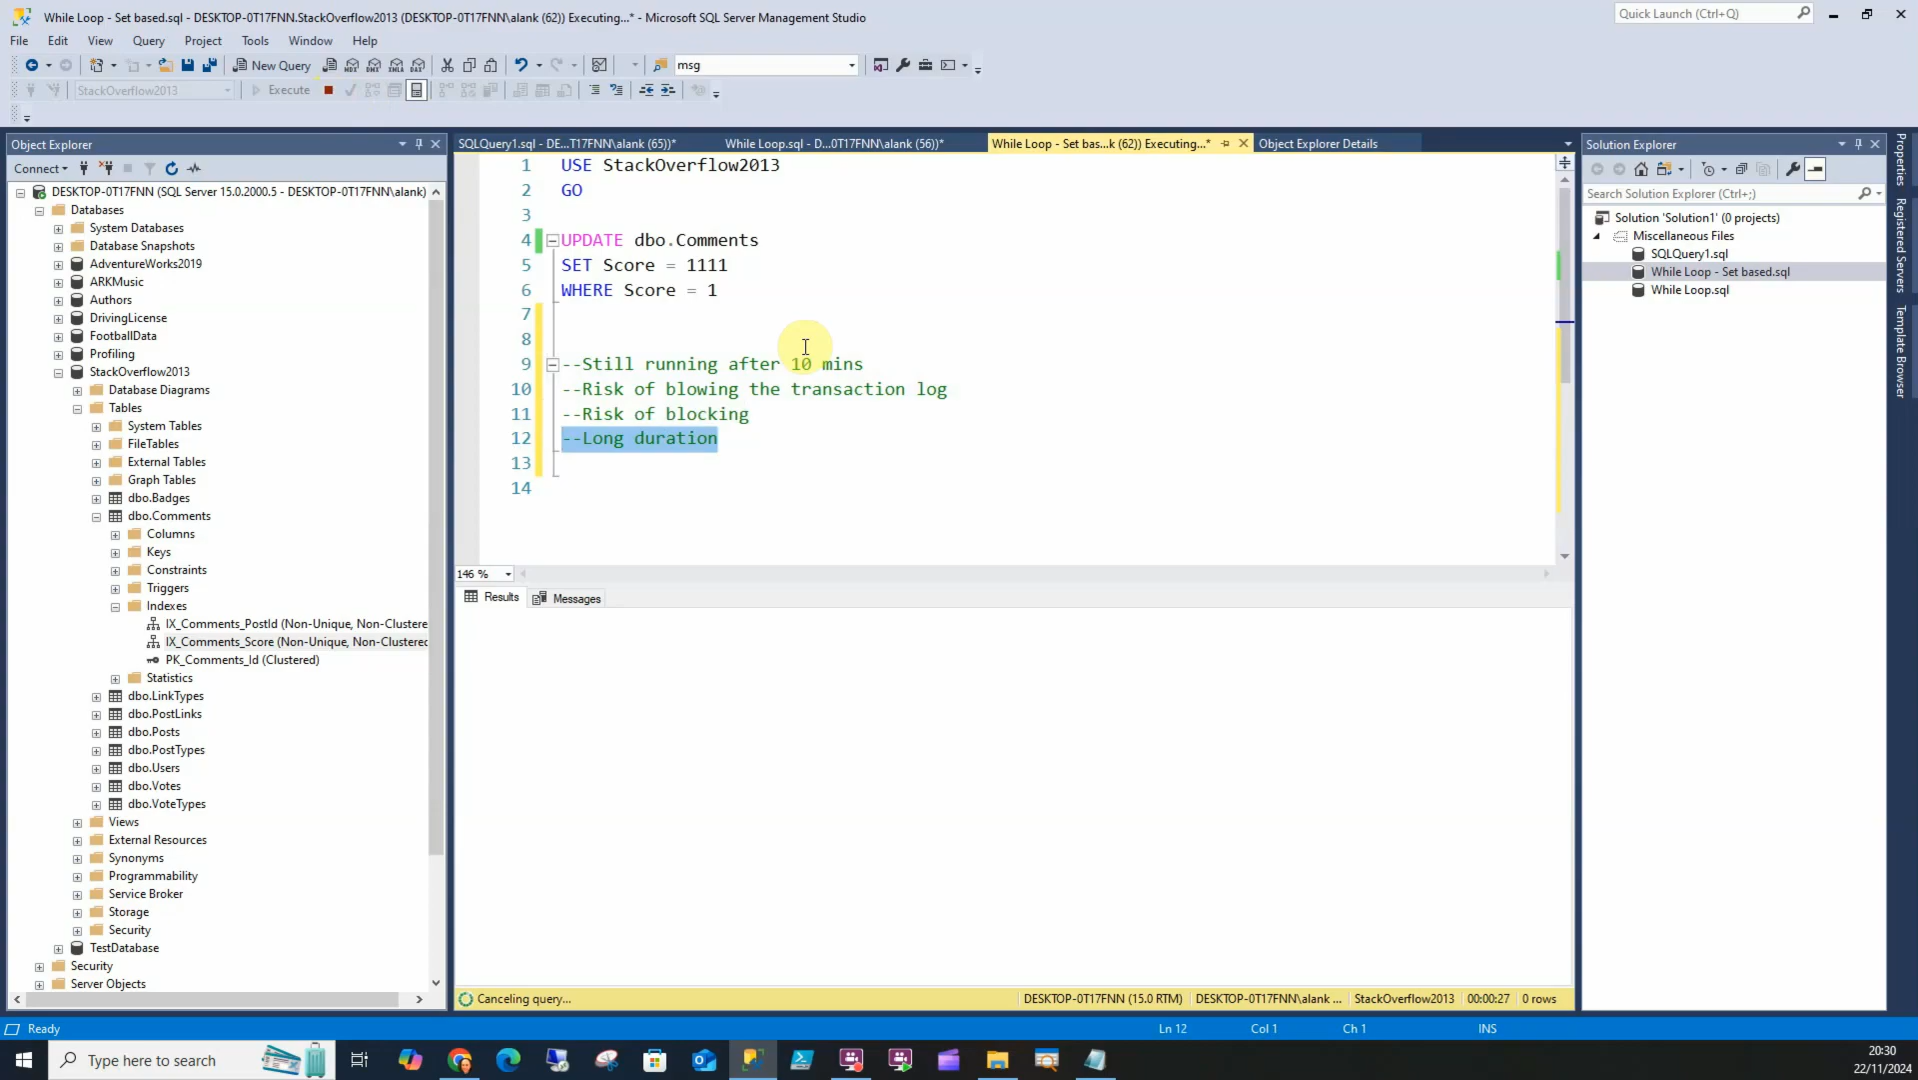 While Loop - Set based.sql - DESKTOP-0T17FNN.StackOverflow2013 (DESKTOP-0T17FNN\alank (62)) Executing...* - Microsoft SQL Server Management Studio
Quick Launch (Ctrl+Q)
File Edit View Query Project Tools Window Help
New Query
msg
StackOverflow2013
Execute
Object Explorer
Connect
DESKTOP-0T17FNN (SQL Server 15.0.2000.5 - DESKTOP-0T17FNN\alank)
Databases
System Databases
Database Snapshots
AdventureWorks2019
ARKMusic
Authors
DrivingLicense
FootballData
Profiling
StackOverflow2013
Database Diagrams
Tables
System Tables
FileTables
External Tables
Graph Tables
dbo.Badges
dbo.Comments
Columns
Keys
Constraints
Triggers
Indexes
IX_Comments_PostId (Non-Unique, Non-Clustere
IX_Comments_Score (Non-Unique, Non-Clustered
PK_Comments_Id (Clustered)
Statistics
dbo.LinkTypes
dbo.PostLinks
dbo.Posts
dbo.PostTypes
dbo.Users
dbo.Votes
dbo.VoteTypes
Views
External Resources
Synonyms
Programmability
Service Broker
Storage
Security
TestDatabase
Security
Server Objects
SQLQuery1.sql - DE...T17FNN\alank (65))*
While Loop.sql - D...0T17FNN\alank (56))*
While Loop - Set bas...k (62)) Executing...*
Object Explorer Details
1 USE StackOverflow2013
2 GO
3
4 UPDATE dbo.Comments
5 SET Score = 1111
6 WHERE Score = 1
7
8
9 --Still running after 10 mins
10 --Risk of blowing the transaction log
11 --Risk of blocking
12 --Long duration
13
14
146 %
Results Messages
Canceling query...
DESKTOP-0T17FNN (15.0 RTM) DESKTOP-0T17FNN\alank ... StackOverflow2013 00:00:27 0 rows
Solution Explorer
Search Solution Explorer (Ctrl+;)
Solution 'Solution1' (0 projects)
Miscellaneous Files
SQLQuery1.sql
While Loop - Set based.sql
While Loop.sql
Properties
Registered Servers
Template Browser
Ready
Ln 12 Col 1 Ch 1 INS
Type here to search
20:30
22/11/2024